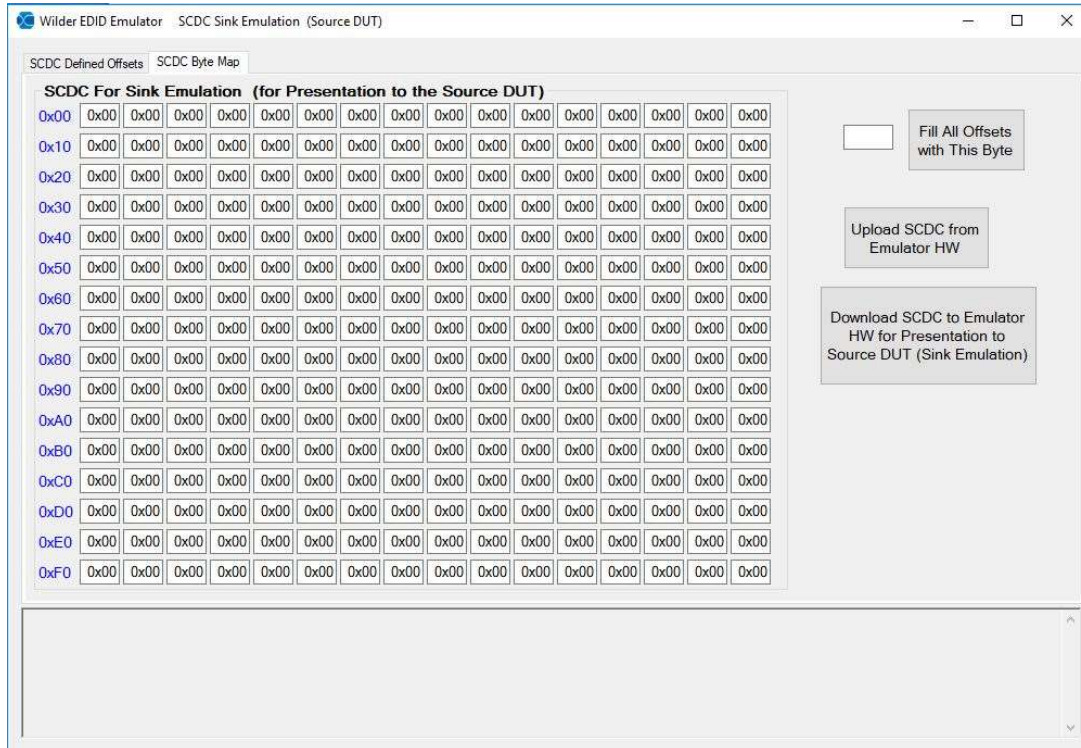 Wilder EDID Emulator SCDC Sink Emulation (Source DUT)
SCDC Defined Offsets SCDC Byte Map
SCDC For Sink Emulation (for Presentation to the Source DUT)
0x00 0x00 0x00 0x00 0x00 0x00 0x00 0x00 0x00 0x00 0x00 0x00 0x00 0x00 0x00 0x00 0x00
0x10 0x00 0x00 0x00 0x00 0x00 0x00 0x00 0x00 0x00 0x00 0x00 0x00 0x00 0x00 0x00 0x00
0x20 0x00 0x00 0x00 0x00 0x00 0x00 0x00 0x00 0x00 0x00 0x00 0x00 0x00 0x00 0x00 0x00
0x30 0x00 0x00 0x00 0x00 0x00 0x00 0x00 0x00 0x00 0x00 0x00 0x00 0x00 0x00 0x00 0x00
0x40 0x00 0x00 0x00 0x00 0x00 0x00 0x00 0x00 0x00 0x00 0x00 0x00 0x00 0x00 0x00 0x00
0x50 0x00 0x00 0x00 0x00 0x00 0x00 0x00 0x00 0x00 0x00 0x00 0x00 0x00 0x00 0x00 0x00
0x60 0x00 0x00 0x00 0x00 0x00 0x00 0x00 0x00 0x00 0x00 0x00 0x00 0x00 0x00 0x00 0x00
0x70 0x00 0x00 0x00 0x00 0x00 0x00 0x00 0x00 0x00 0x00 0x00 0x00 0x00 0x00 0x00 0x00
0x80 0x00 0x00 0x00 0x00 0x00 0x00 0x00 0x00 0x00 0x00 0x00 0x00 0x00 0x00 0x00 0x00
0x90 0x00 0x00 0x00 0x00 0x00 0x00 0x00 0x00 0x00 0x00 0x00 0x00 0x00 0x00 0x00 0x00
0xA0 0x00 0x00 0x00 0x00 0x00 0x00 0x00 0x00 0x00 0x00 0x00 0x00 0x00 0x00 0x00 0x00
0xB0 0x00 0x00 0x00 0x00 0x00 0x00 0x00 0x00 0x00 0x00 0x00 0x00 0x00 0x00 0x00 0x00
0xC0 0x00 0x00 0x00 0x00 0x00 0x00 0x00 0x00 0x00 0x00 0x00 0x00 0x00 0x00 0x00 0x00
0xD0 0x00 0x00 0x00 0x00 0x00 0x00 0x00 0x00 0x00 0x00 0x00 0x00 0x00 0x00 0x00 0x00
0xE0 0x00 0x00 0x00 0x00 0x00 0x00 0x00 0x00 0x00 0x00 0x00 0x00 0x00 0x00 0x00 0x00
0xF0 0x00 0x00 0x00 0x00 0x00 0x00 0x00 0x00 0x00 0x00 0x00 0x00 0x00 0x00 0x00 0x00
Fill All Offsets
with This Byte
Upload SCDC from
Emulator HW
Download SCDC to Emulator
HW for Presentation to
Source DUT (Sink Emulation)